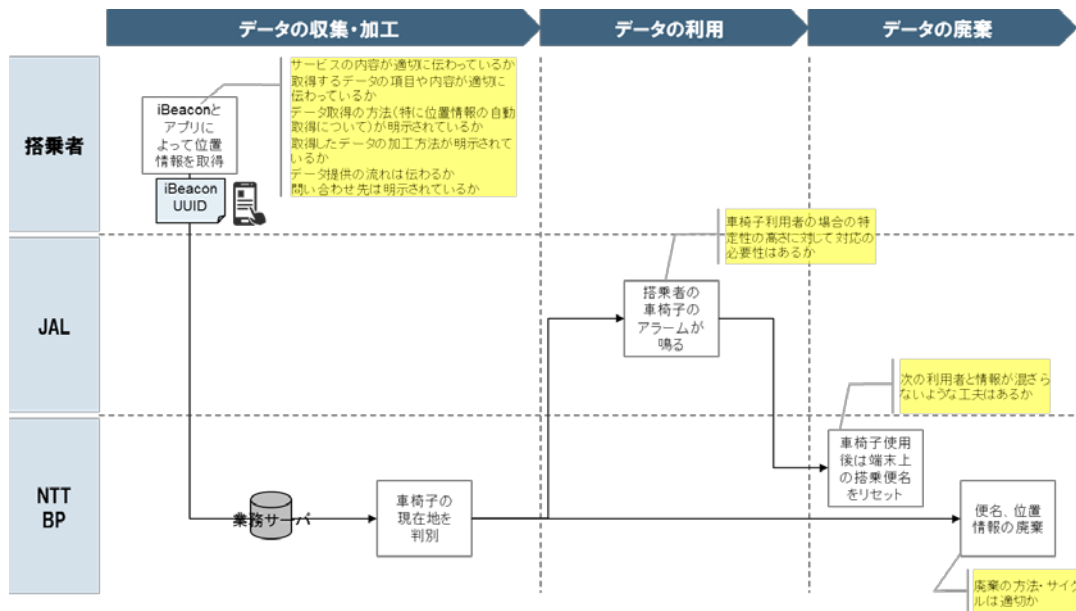 データの収集・加工
データの利用
データの廃棄
搭乗者
iBeaconと
アプリに
よって位置
情報を取得
iBeacon
UUID
サービスの内容が適切に伝わっているか
取得するデータの項目や内容が適切に
伝わっているか
データ取得の方法(特に位置情報の自動
取得について)が明示されているか
取得したデータの加工方法が明示されて
いるか
データ提供の流れは伝わるか
問い合わせ先は明示されているか
JAL
車椅子利用者の場合の特
定性の高さに対して対応の
必要性はあるか
搭乗者の
車椅子の
アラームが
鳴る
次の利用者と情報が混ざら
ないような工夫はあるか
NTT
BP
業務サーバ
車椅子の
現在地を
判別
車椅子使用
後は端末上
の搭乗便名
をリセット
便名、位置
情報の廃棄
廃棄の方法・サイク
ルは適切か